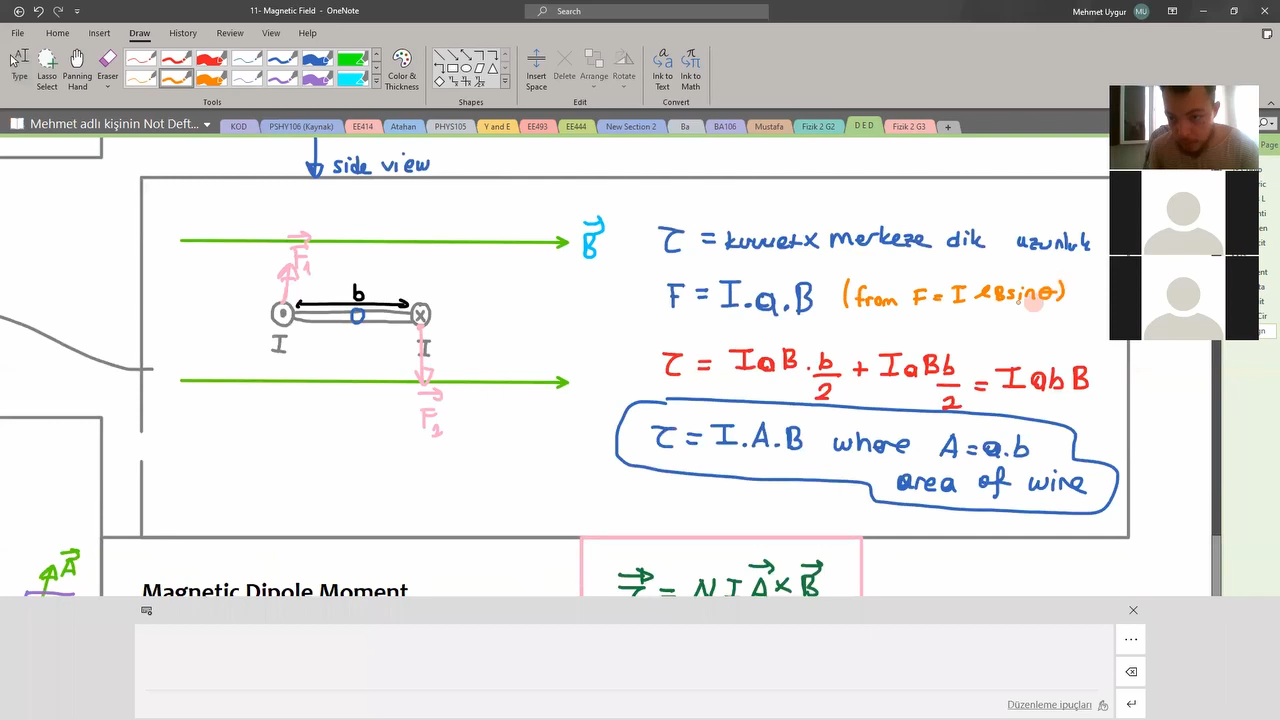 11- Magnetic Field - OneNote
Search
Mehmet Uygur
MU
File Home Insert Draw History Review View Help
Type
Lasso Select
Panning Hand
Eraser
Color & Thickness
Insert Space
Delete
Arrange
Rotate
Ink to Text
Ink to Math
Tools
Shapes
Edit
Convert
Mehmet adlı kişinin Not Deft...
KOD
PSHY106 (Kaynak)
EE414
Atahan
PHYS105
Y and E
EE493
EE444
New Section 2
Ba
BA106
Mustafa
Fizik 2 G2
D E D
Fizik 2 G3
+
Page
side view
B
F1
b
O
I
I
F2
τ = kuvvet x merkeze dik uzunluk
F = I.a.B (from F = I ℓBsinθ)
τ = IaB.b/2 + IaBb/2 = IabB
τ = I.A.B where A=a.b
area of wire
A
Magnetic Dipole Moment
τ = N I A x B
Düzenleme ipuçları